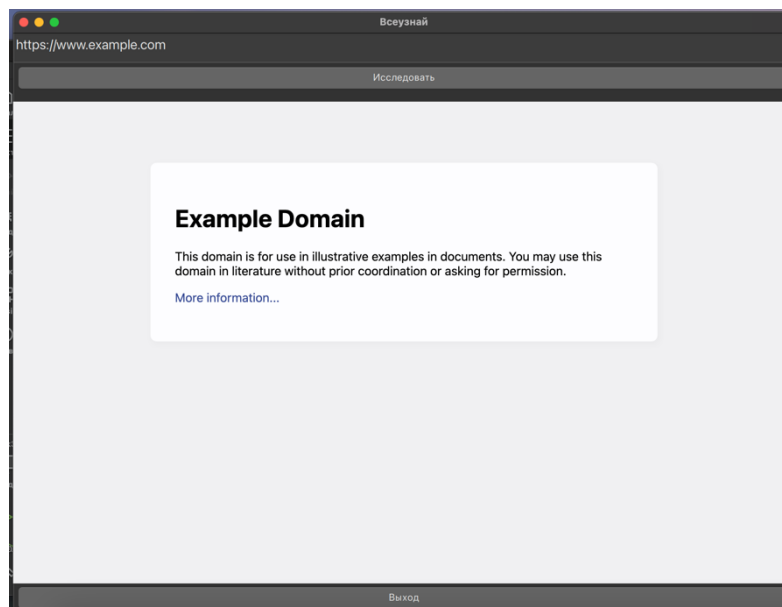 Всеузнай
https://www.example.com
Исследовать
Example Domain
This domain is for use in illustrative examples in documents. You may use this
domain in literature without prior coordination or asking for permission.
More information...
Выход